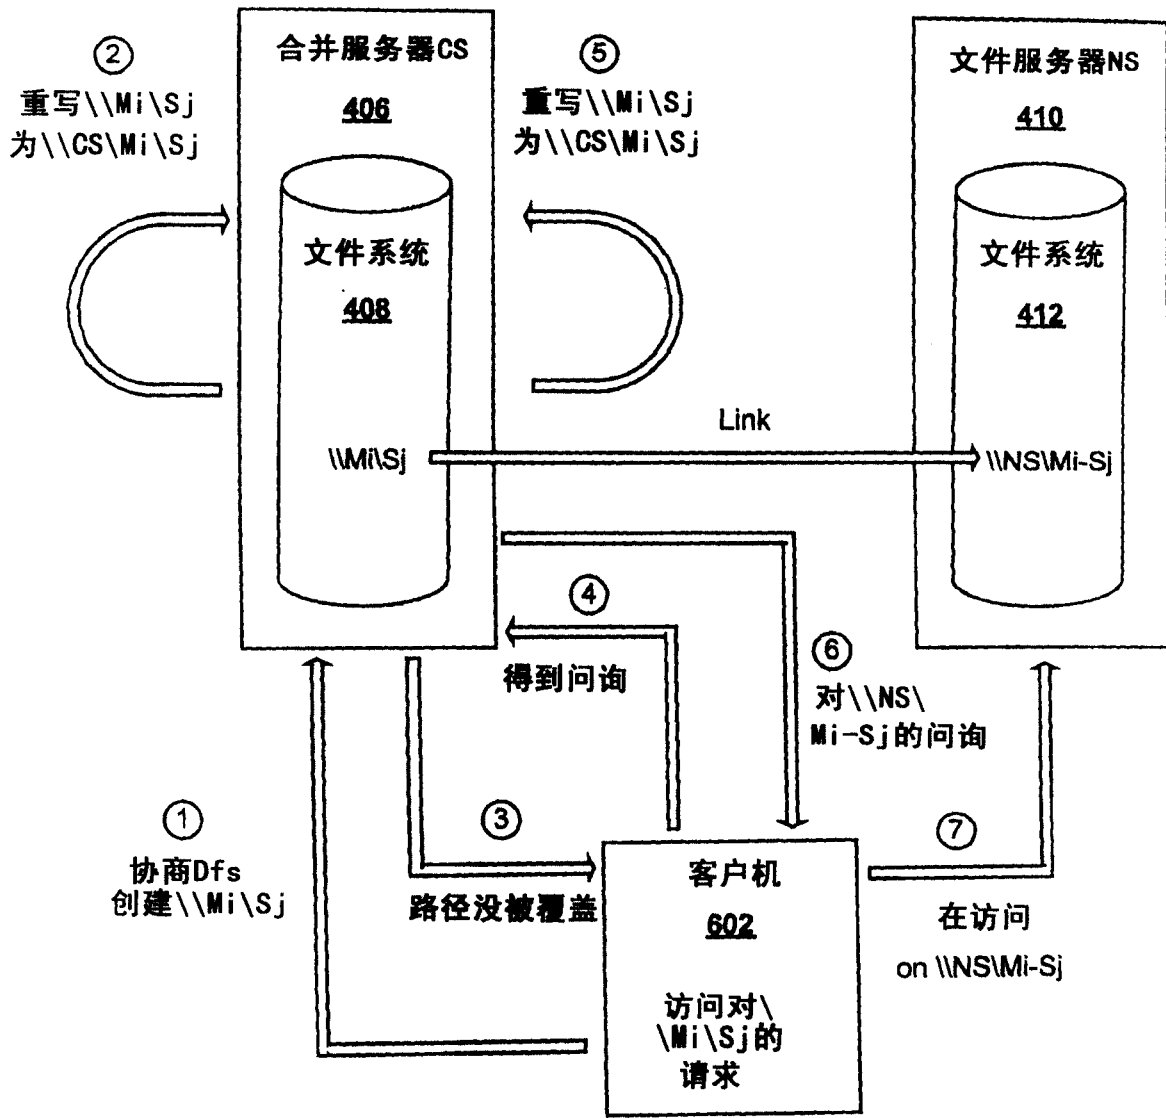 合并服务器CS
406
文件系统
408
\\Mi\Sj
②
重写\\Mi\Sj
为\\CS\Mi\Sj
⑤
重写\\Mi\Sj
为\\CS\Mi\Sj
文件服务器NS
410
文件系统
412
\\NS\Mi-Sj
Link
④
得到问询
⑥
对\\NS\
Mi-Sj的问询
①
协商Dfs
创建\\Mi\Sj
③
路径没被覆盖
客户机
602
访问对\
\Mi\Sj的
请求
⑦
在访问
on \\NS\Mi-Sj